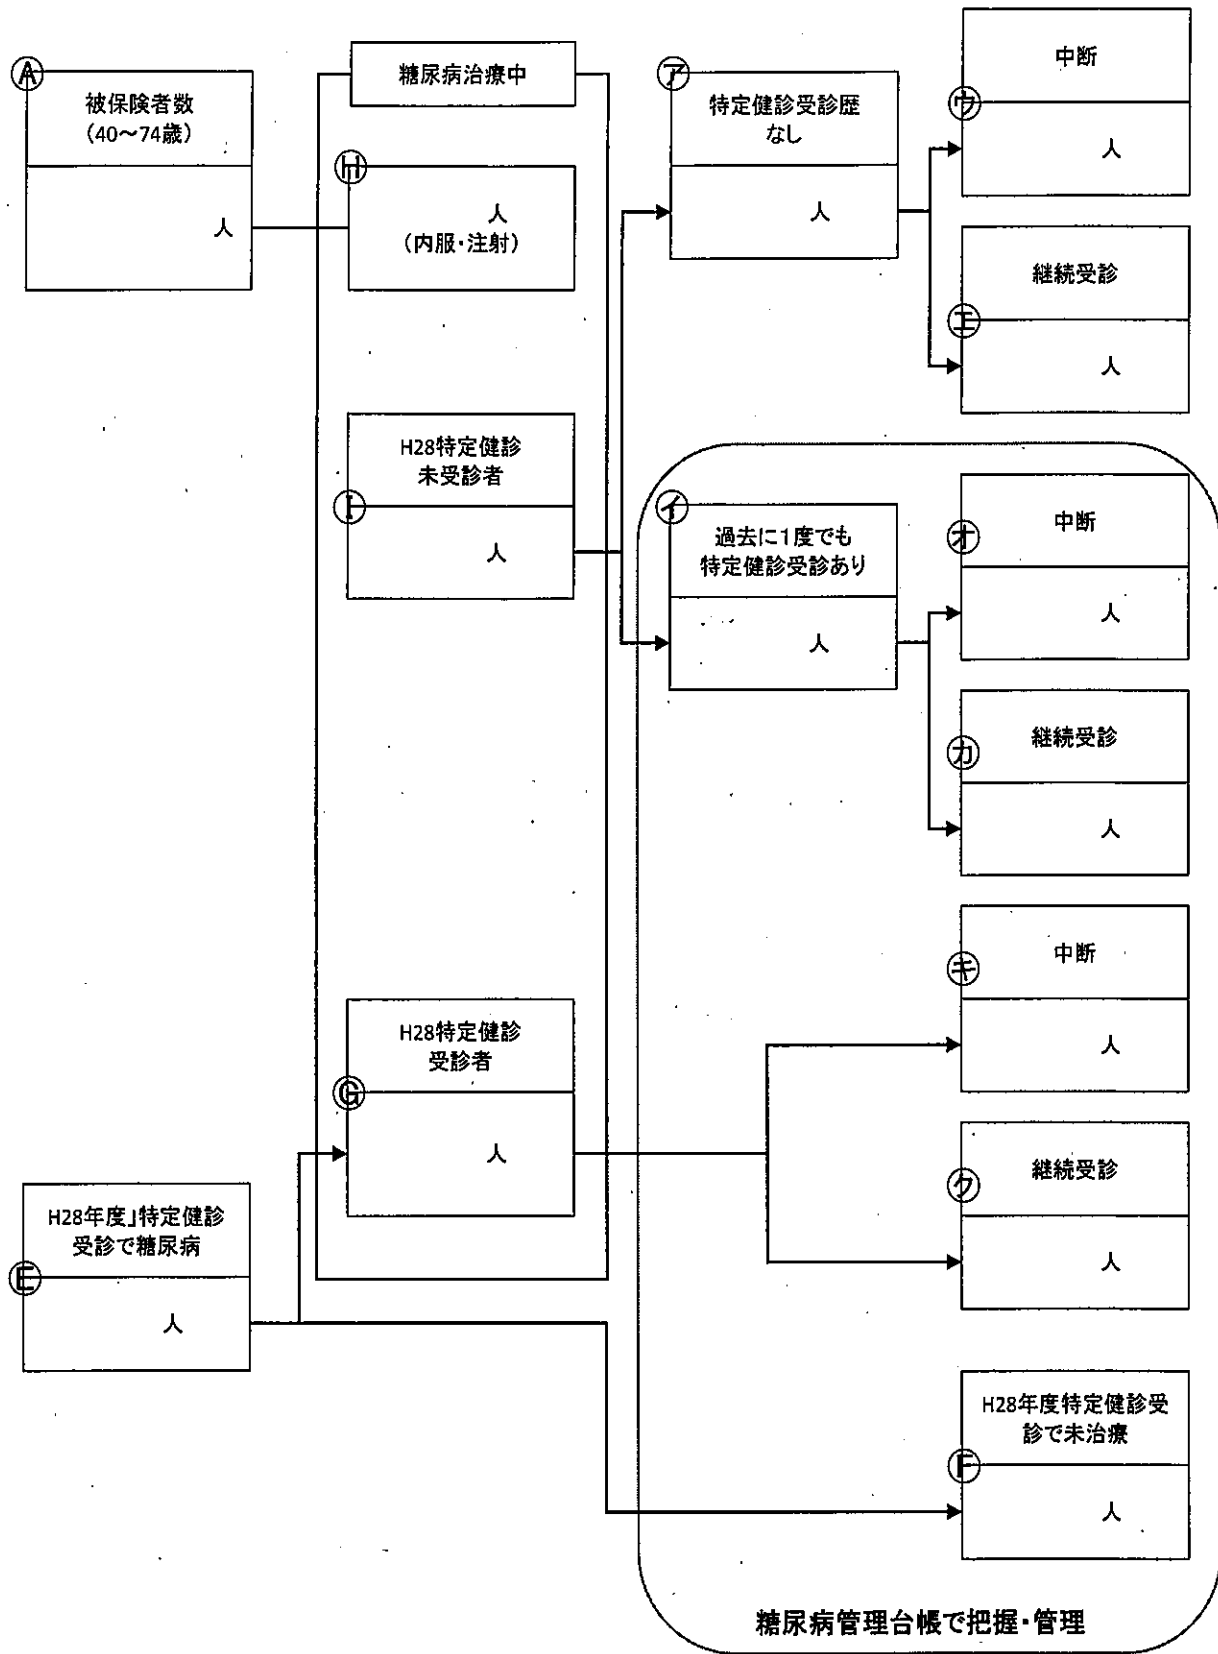 Ⓐ
被保険者数
(40～74歳)
人
糖尿病治療中
Ⓗ
人
(内服・注射)
㋐
特定健診受診歴
なし
人
中断
㋒
人
継続受診
㋓
人
H28特定健診
未受診者
Ⓘ
人
㋑
過去に1度でも
特定健診受診あり
人
中断
㋔
人
継続受診
㋕
人
中断
㋖
人
H28特定健診
受診者
Ⓖ
人
継続受診
㋗
人
H28年度」特定健診
受診で糖尿病
Ⓔ
人
H28年度特定健診受
診で未治療
Ⓕ
人
糖尿病管理台帳で把握・管理